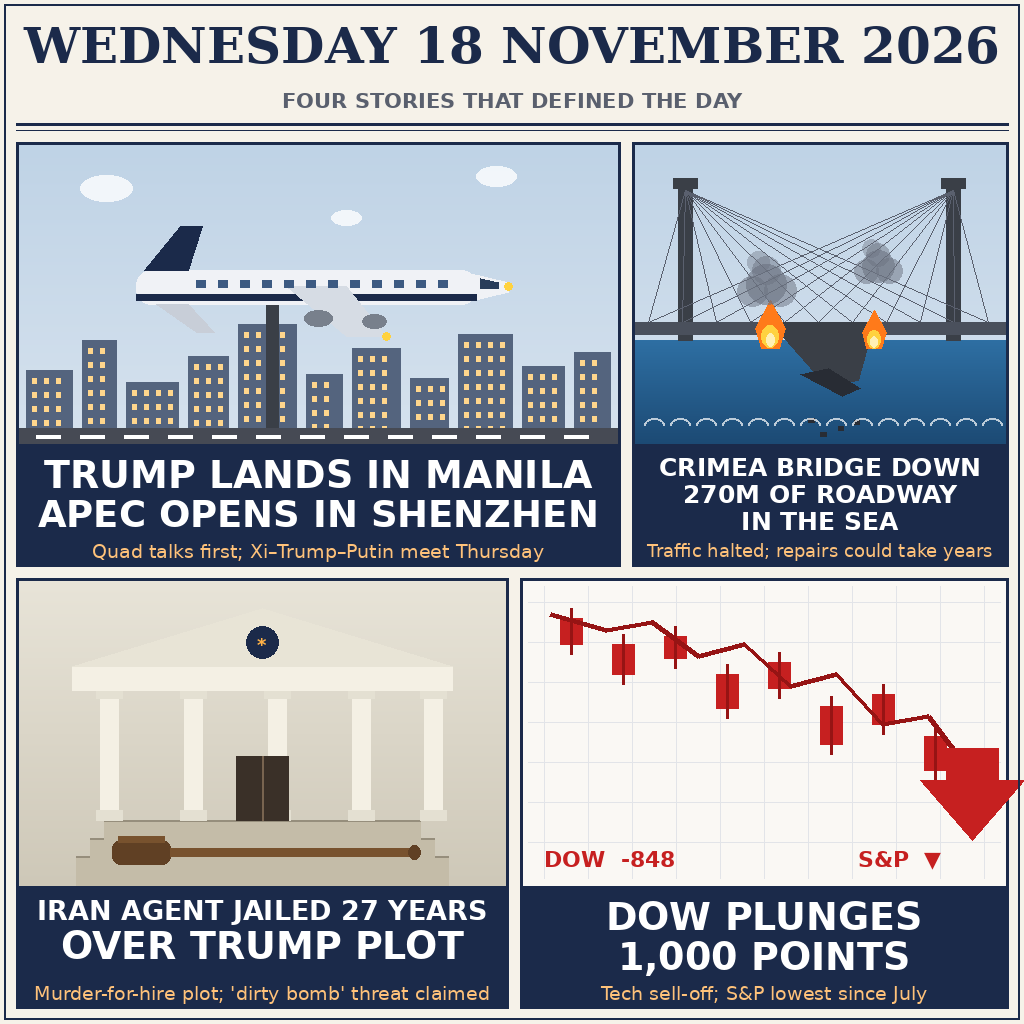 WEDNESDAY 18 NOVEMBER 2026
FOUR STORIES THAT DEFINED THE DAY
TRUMP LANDS IN MANILA
APEC OPENS IN SHENZHEN
Quad talks first; Xi–Trump–Putin meet Thursday
CRIMEA BRIDGE DOWN
270M OF ROADWAY
IN THE SEA
Traffic halted; repairs could take years
*
IRAN AGENT JAILED 27 YEARS
OVER TRUMP PLOT
Murder-for-hire plot; 'dirty bomb' threat claimed
DOW -848
S&P ▼
DOW PLUNGES
1,000 POINTS
Tech sell-off; S&P lowest since July